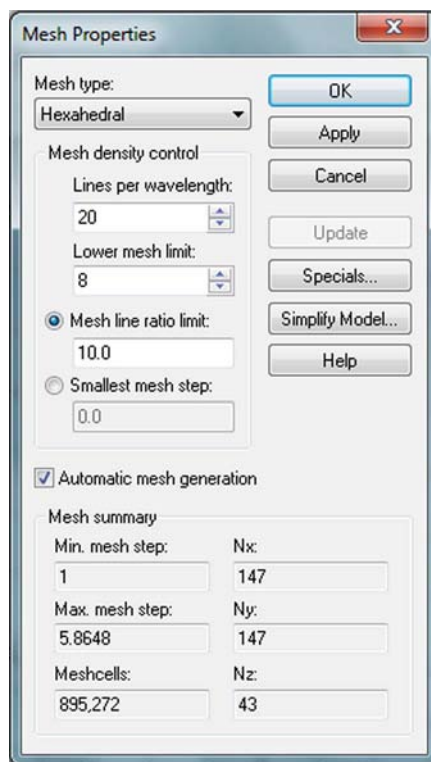 Mesh Properties
Mesh type:
Hexahedral
Mesh density control
Lines per wavelength:
20
Lower mesh limit:
8
Mesh line ratio limit:
10.0
Smallest mesh step:
0.0
OK
Apply
Cancel
Update
Specials...
Simplify Model...
Help
Automatic mesh generation
Mesh summary
Min. mesh step:
Nx:
1
147
Max. mesh step:
Ny:
5.8648
147
Meshcells:
Nz:
895,272
43